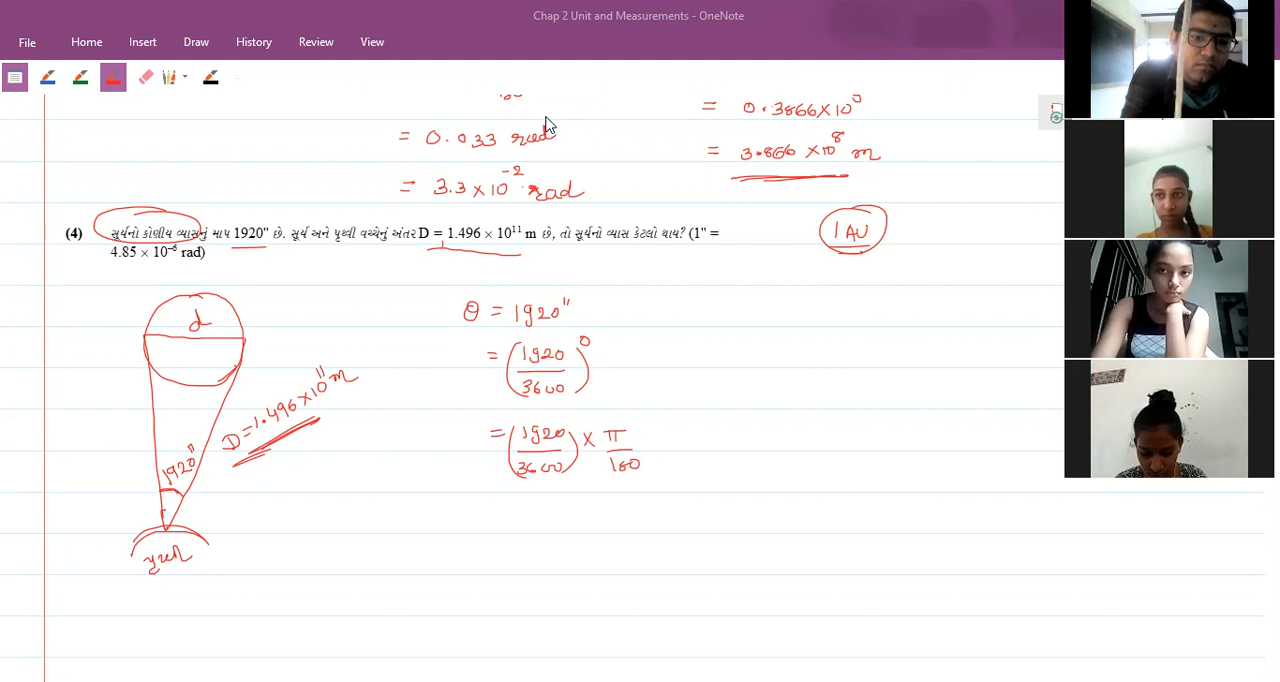 Chap 2 Unit and Measurements - OneNote
File Home Insert Draw History Review View
= 0.033 rad
= 3.3 × 10⁻² rad
= 0.3866 × 10⁹
= 3.866 × 10⁸ m
(4) સૂર્યનો કોણીય વ્યાસનું માપ 1920" છે. સૂર્ય અને પૃથ્વી વચ્ચેનું અંતર D = 1.496 × 10¹¹ m છે, તો સૂર્યનો વ્યાસ કેટલો થાય? (1" =
4.85 × 10⁻⁶ rad)
1 AU
d
D = 1.496 × 10¹¹ m
1920"
પૃથ્વી
θ = 1920"
= (1920/3600)⁰
= (1920/3600) × π/180